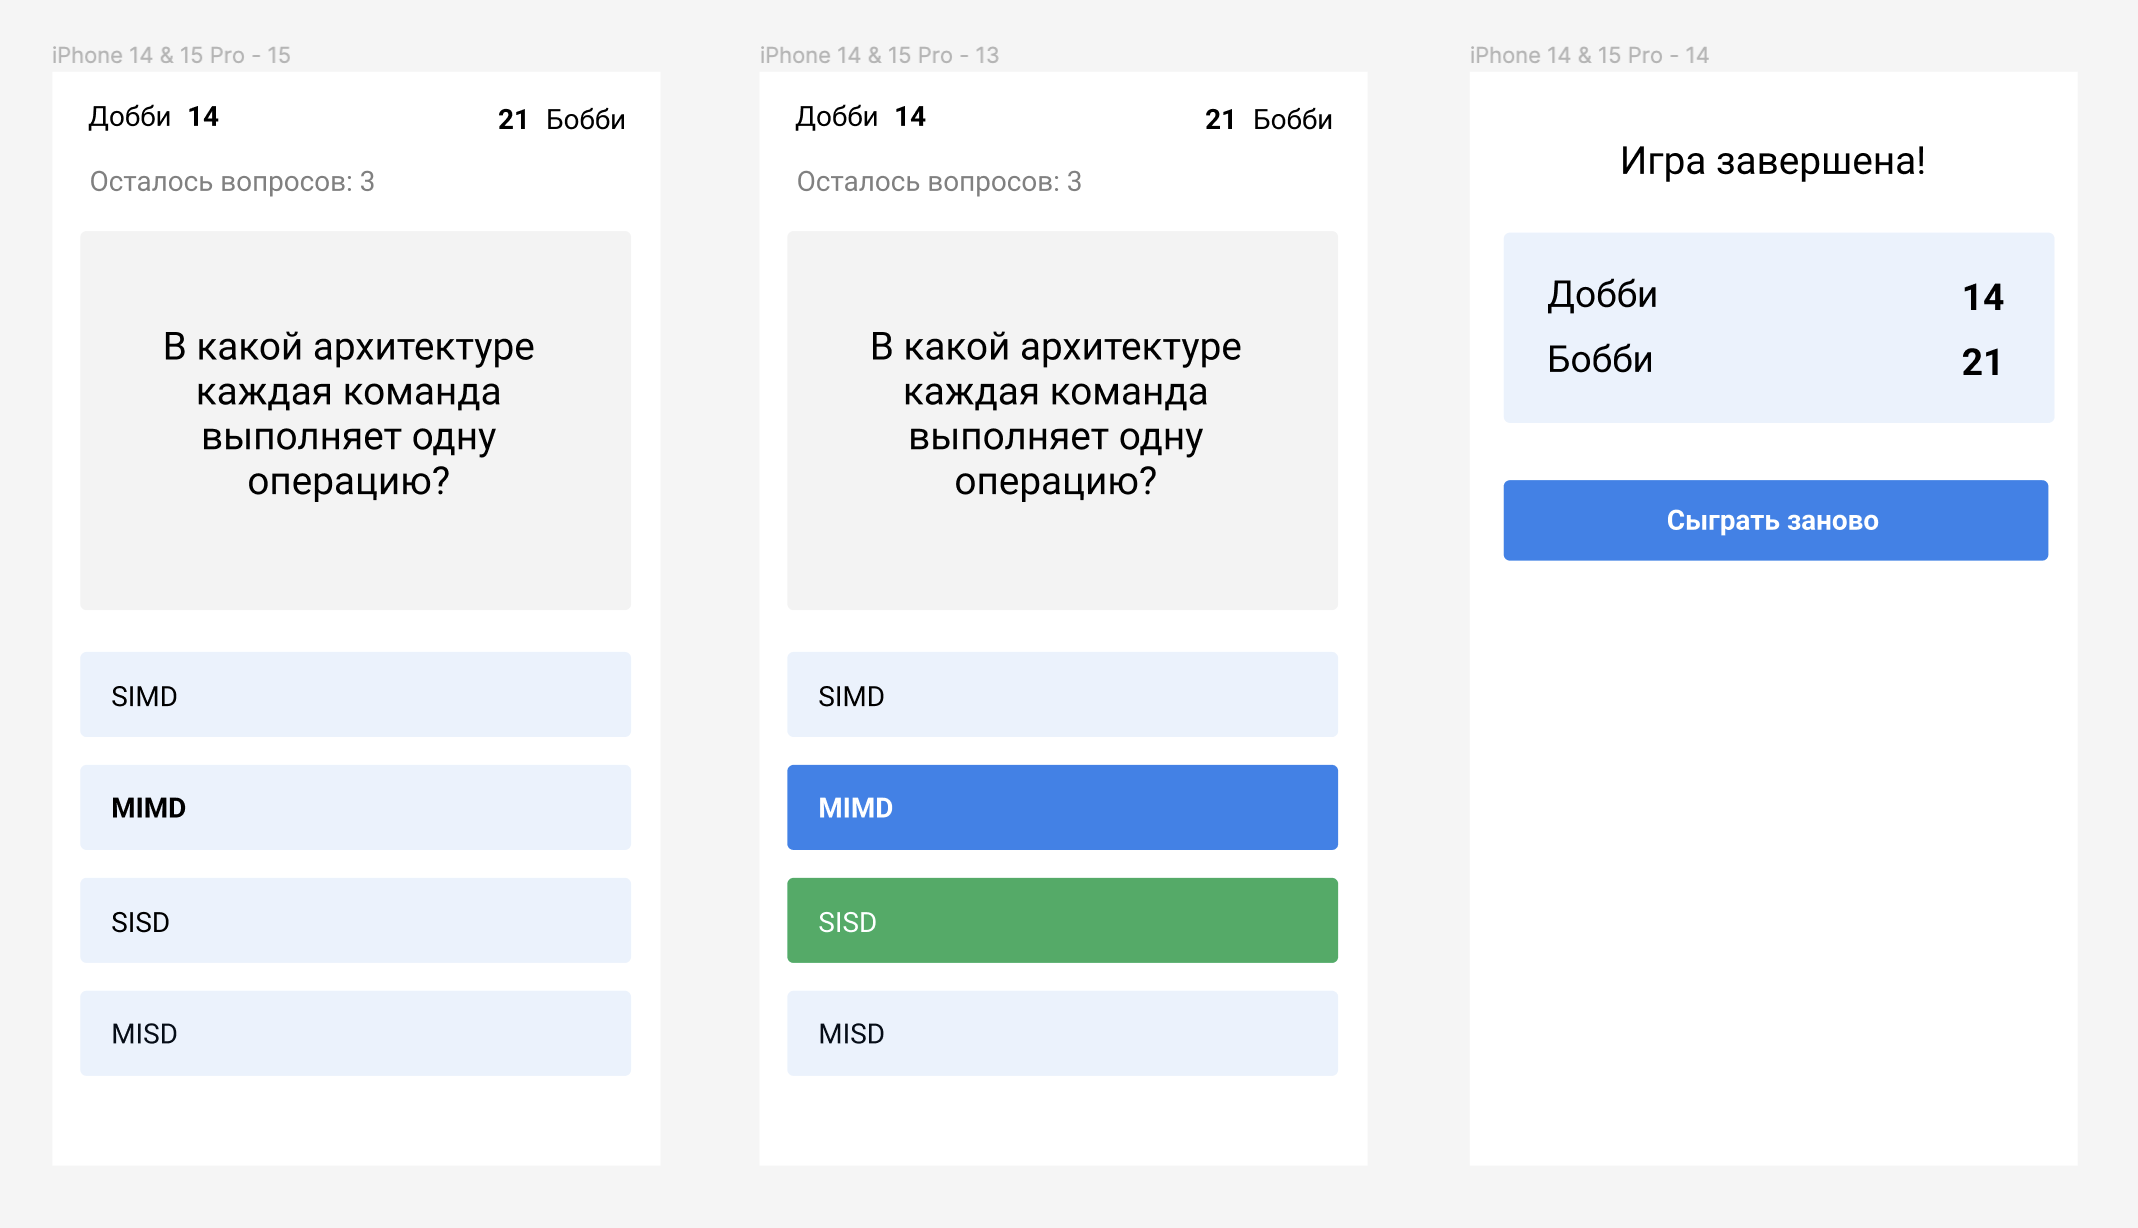 iPhone 14 & 15 Pro - 15
Добби 14
21 Бобби
Осталось вопросов: 3
В какой архитектуре
каждая команда
выполняет одну
операцию?
SIMD
MIMD
SISD
MISD
iPhone 14 & 15 Pro - 13
Добби 14
21 Бобби
Осталось вопросов: 3
В какой архитектуре
каждая команда
выполняет одну
операцию?
SIMD
MIMD
SISD
MISD
iPhone 14 & 15 Pro - 14
Игра завершена!
Добби 14
Бобби 21
Сыграть заново